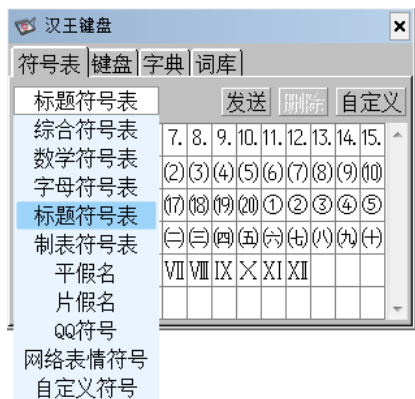 汉王键盘
符号表 键盘 字典 词库
标题符号表 发送 删除 自定义
综合符号表
数学符号表
字母符号表
标题符号表
制表符号表
平假名
片假名
QQ符号
网络表情符号
自定义符号
7. 8. 9. 10. 11. 12. 13. 14. 15.
⑵ ⑶ ⑷ ⑸ ⑹ ⑺ ⑻ ⑼ ⑽
⒄ ⒅ ⒆ ⒇ ① ② ③ ④ ⑤
㈡ ㈢ ㈣ ㈤ ㈥ ㈦ ㈧ ㈨ ㈩
Ⅶ Ⅷ Ⅸ Ⅹ Ⅺ Ⅻ